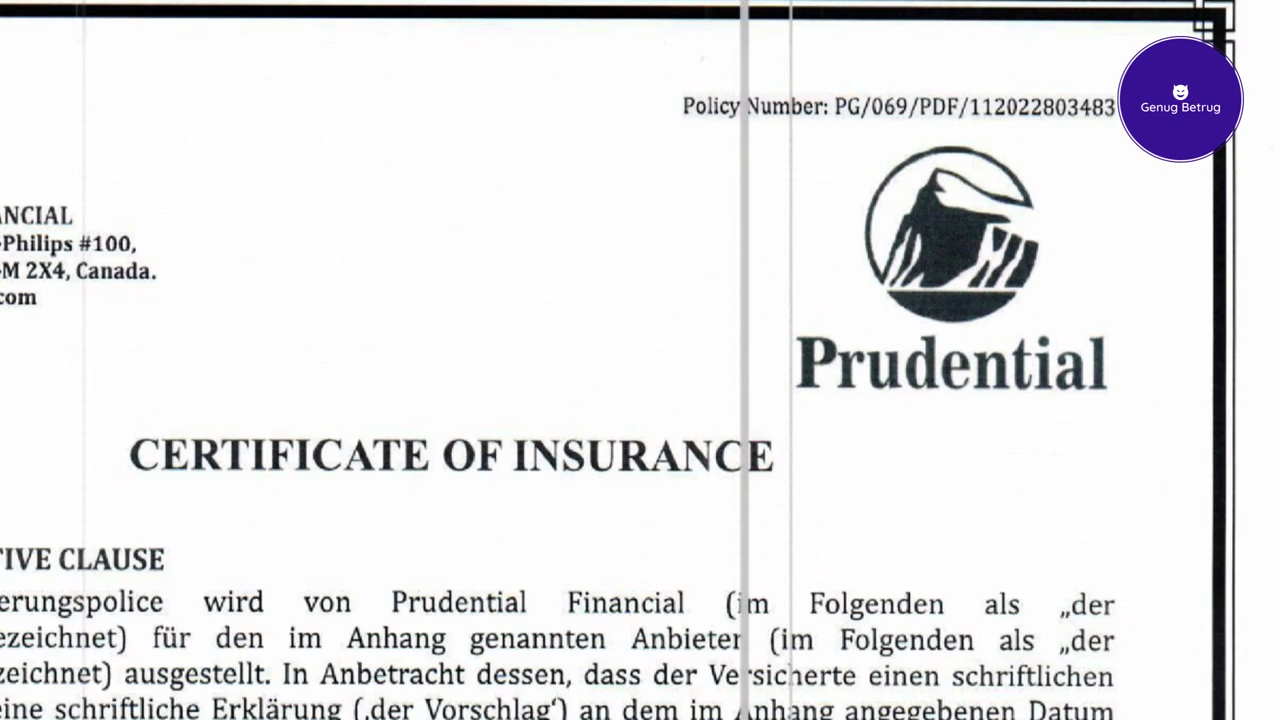 Policy Number: PG/069/PDF/112022803483
Genug Betrug
ANCIAL
Philips #100,
M 2X4, Canada.
com
Prudential
CERTIFICATE OF INSURANCE
TIVE CLAUSE
erungspolice wird von Prudential Financial (im Folgenden als „der
ezeichnet) für den im Anhang genannten Anbieter (im Folgenden als „der
zeichnet) ausgestellt. In Anbetracht dessen, dass der Versicherte einen schriftlichen
eine schriftliche Erklärung (‚der Vorschlag‘) an dem im Anhang angegebenen Datum